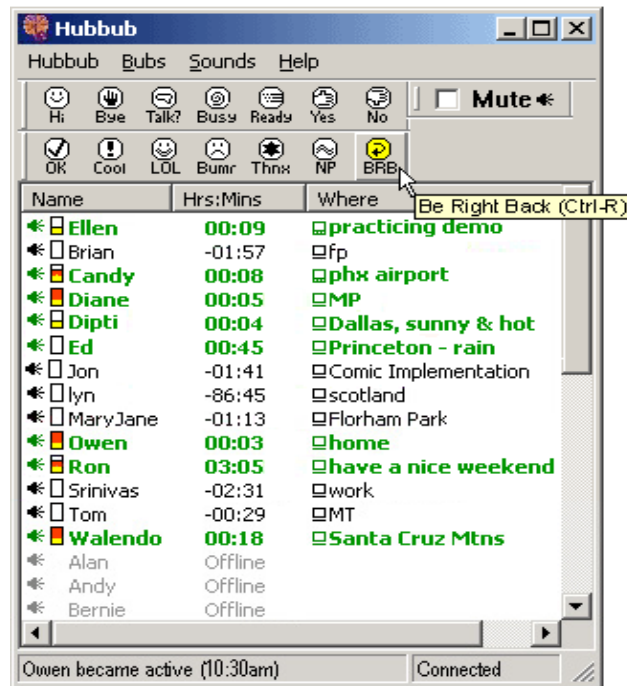 Hubbub
Hubbub Bubs Sounds Help
Hi Bye Talk? Busy Ready Yes No Mute
OK Cool LOL Bumr Thnx NP BRB
Name Hrs:Mins Where
Be Right Back (Ctrl-R)
Ellen 00:09 practicing demo
Brian -01:57 fp
Candy 00:08 phx airport
Diane 00:05 MP
Dipti 00:04 Dallas, sunny & hot
Ed 00:45 Princeton - rain
Jon -01:41 Comic Implementation
lyn -86:45 scotland
MaryJane -01:13 Florham Park
Owen 00:03 home
Ron 03:05 have a nice weekend
Srinivas -02:31 work
Tom -00:29 MT
Walendo 00:18 Santa Cruz Mtns
Alan Offline
Andy Offline
Bernie Offline
Owen became active (10:30am) Connected